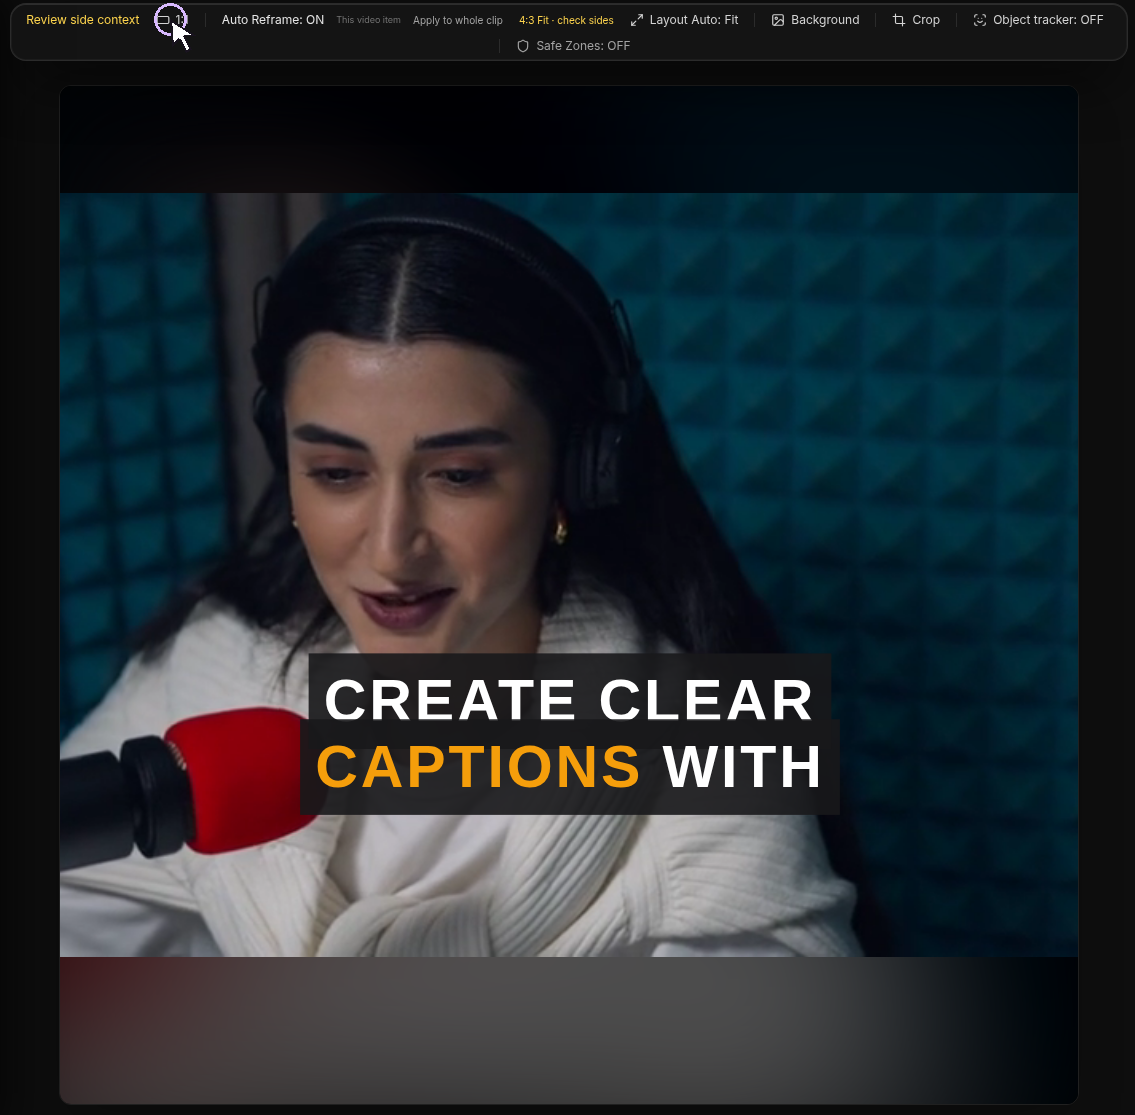 Review side context
Auto Reframe: ON
This video item
Apply to whole clip
4:3 Fit · check sides
Layout Auto: Fit
Background
Crop
Object tracker: OFF
Safe Zones: OFF
CREATE CLEAR
CAPTIONS WITH